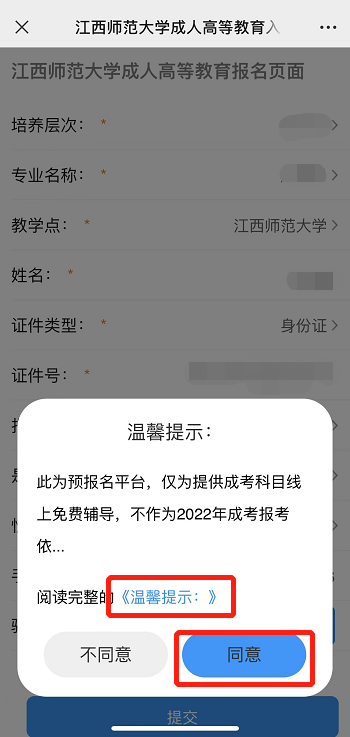 江西师范大学成人高等教育入
江西师范大学成人高等教育报名页面
培养层次： *
专业名称： *
教学点： * 江西师范大学
姓名： *
证件类型： * 身份证
证件号： *
温馨提示：
此为预报名平台，仅为提供成考科目线
上免费辅导，不作为2022年成考报考
依...
阅读完整的《温馨提示：》
不同意
同意
提交